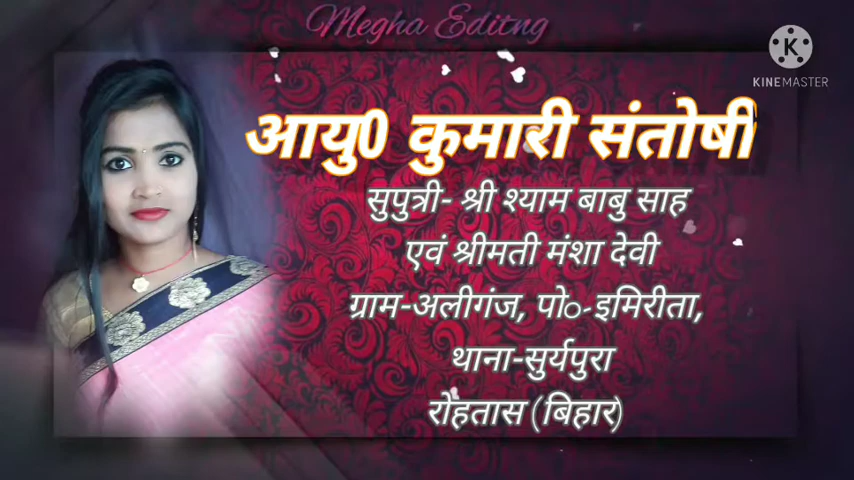 Megha Editng
KINEMASTER
आयु0 कुमारी संतोषी
सुपुत्री- श्री श्याम बाबु साह
एवं श्रीमती मंशा देवी
ग्राम-अलीगंज, पो०-इमिरीता,
थाना-सुर्यपुरा
रोहतास (बिहार)